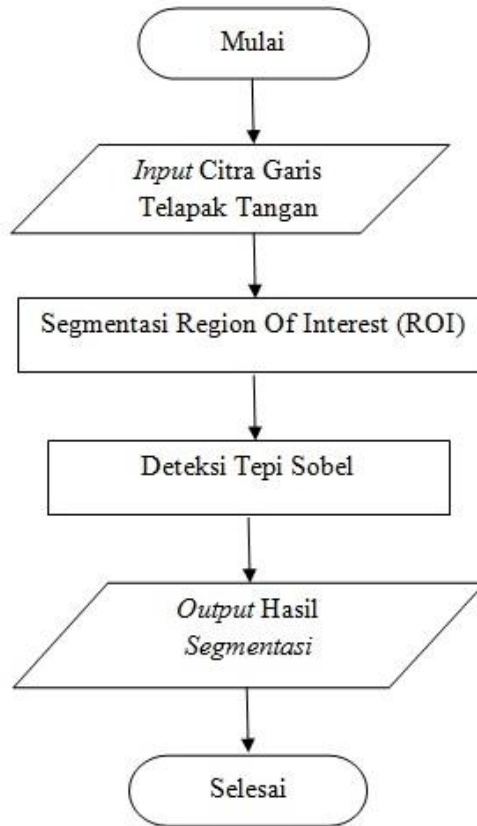 Mulai
Input Citra Garis
Telapak Tangan
Segmentasi Region Of Interest (ROI)
Deteksi Tepi Sobel
Output Hasil
Segmentasi
Selesai